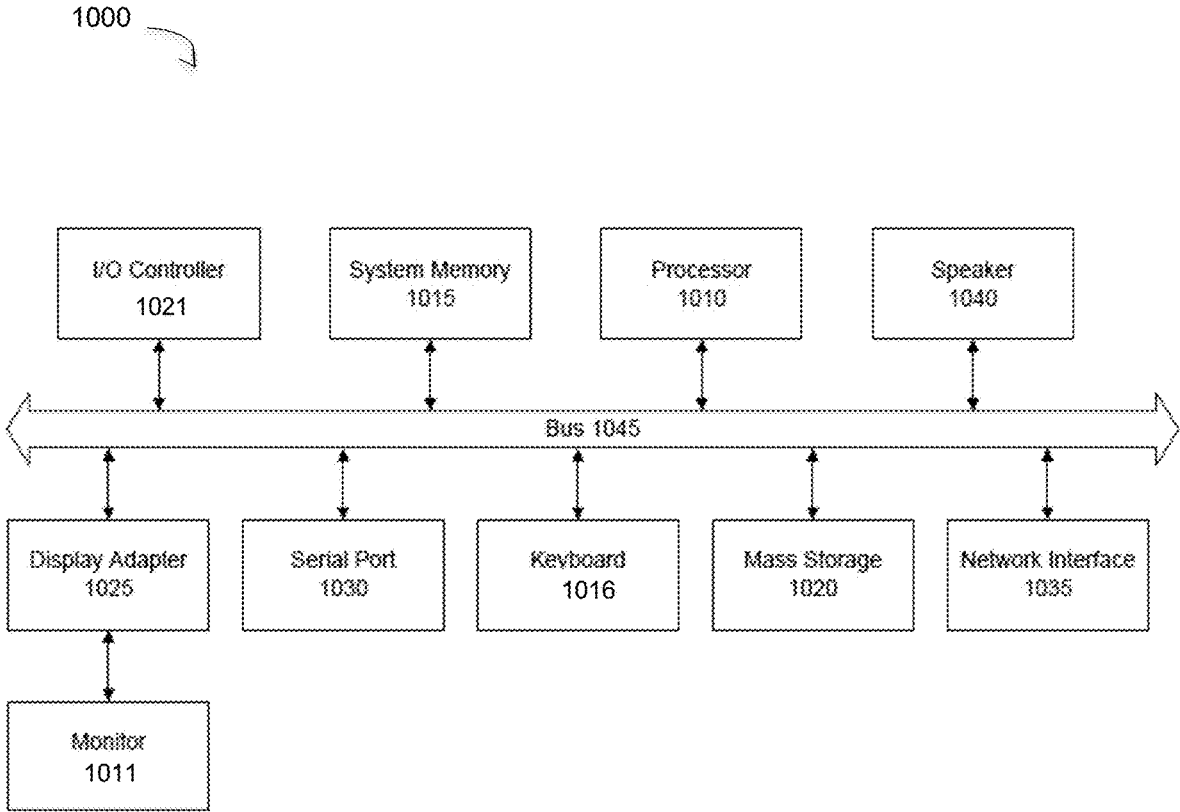 1000
I/O Controller
1021
System Memory
1015
Processor
1010
Speaker
1040
Bus 1045
Display Adapter
1025
Serial Port
1030
Keyboard
1016
Mass Storage
1020
Network Interface
1035
Monitor
1011